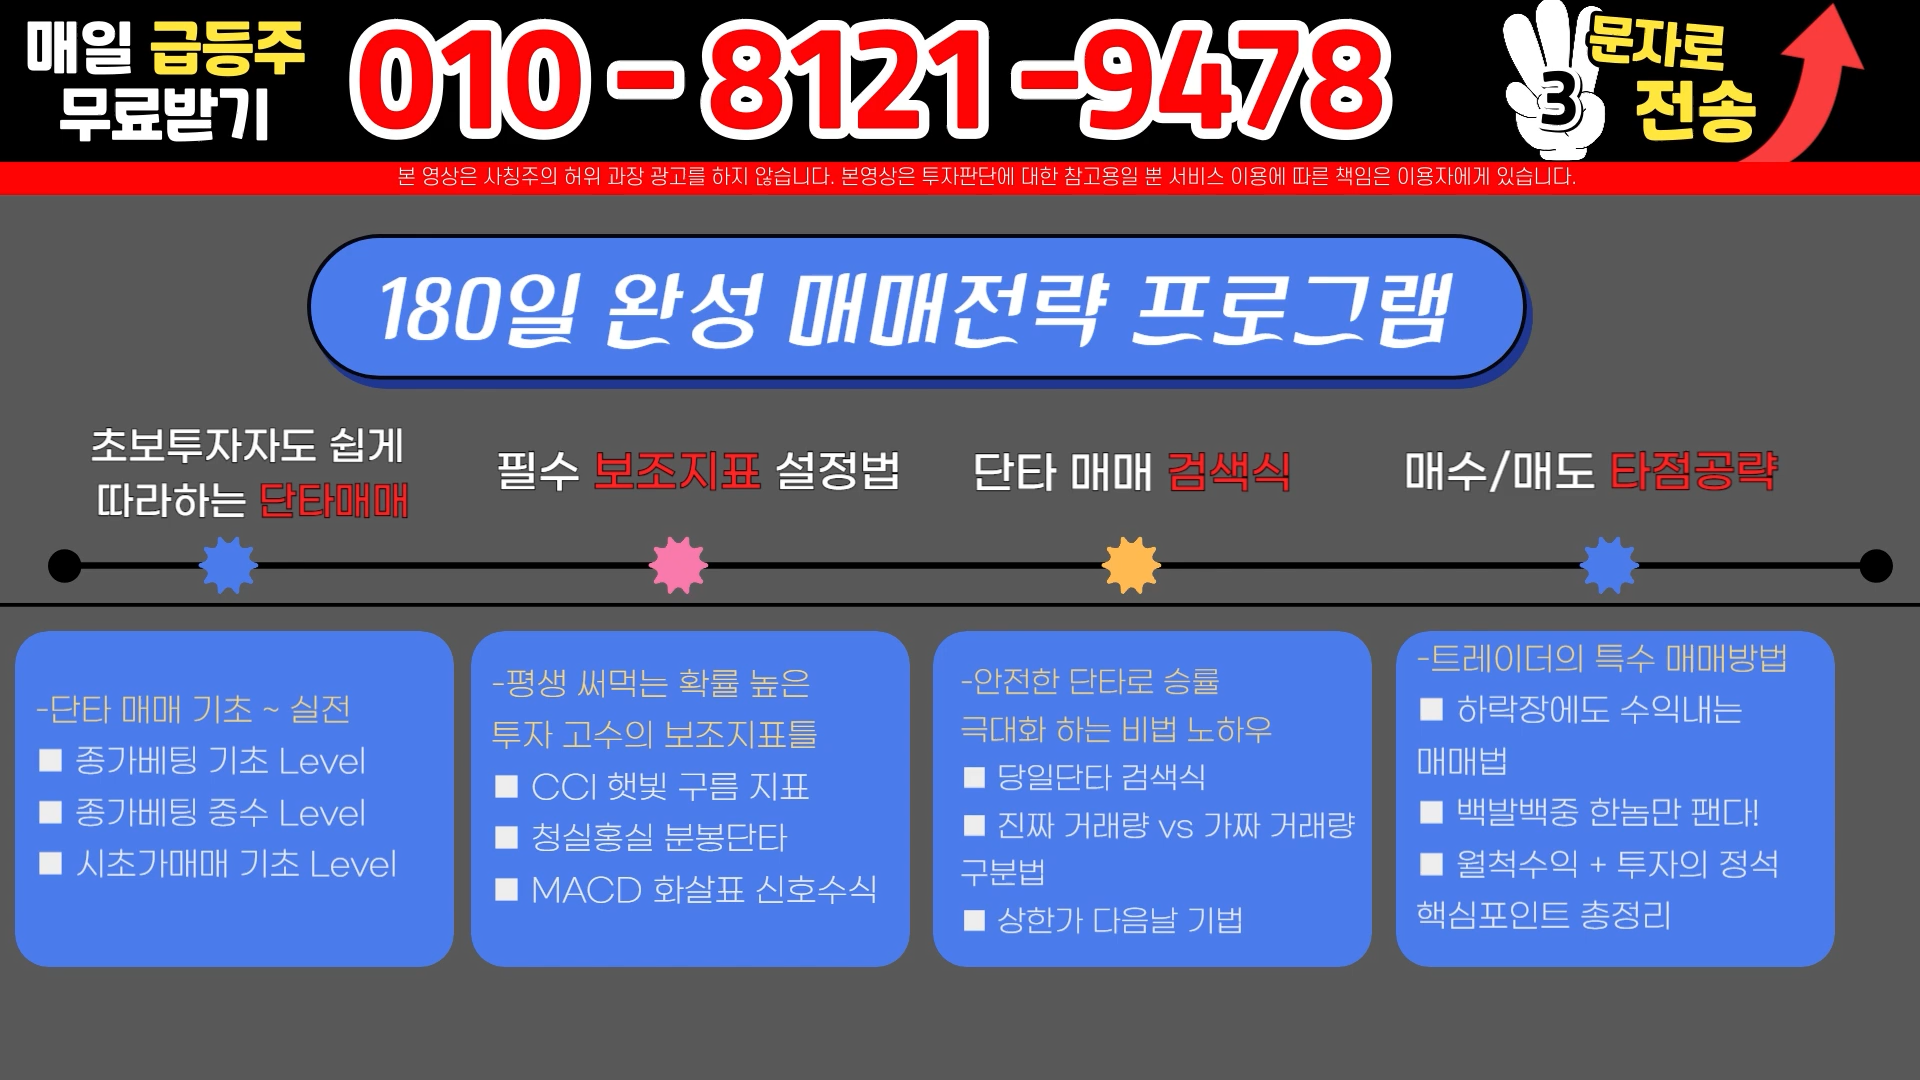 매일 급등주
무료받기
010-8121-9478
3
문자로
전송
본 영상은 사칭주의 허위 과장 광고를 하지 않습니다. 본영상은 투자판단에 대한 참고용일 뿐 서비스 이용에 따른 책임은 이용자에게 있습니다.
180일 완성 매매전략 프로그램
초보투자자도 쉽게
따라하는 단타매매
필수 보조지표 설정법
단타 매매 검색식
매수/매도 타점공략
-단타 매매 기초 ~ 실전
■ 종가베팅 기초 Level
■ 종가베팅 중수 Level
■ 시초가매매 기초 Level
-평생 써먹는 확률 높은
투자 고수의 보조지표들
■ CCI 햇빛 구름 지표
■ 청실홍실 분봉단타
■ MACD 화살표 신호수식
-안전한 단타로 승률
극대화 하는 비법 노하우
■ 당일단타 검색식
■ 진짜 거래량 vs 가짜 거래량
구분법
■ 상한가 다음날 기법
-트레이더의 특수 매매방법
■ 하락장에도 수익내는
매매법
■ 백발백중 한놈만 팬다!
■ 월척수익 + 투자의 정석
핵심포인트 총정리